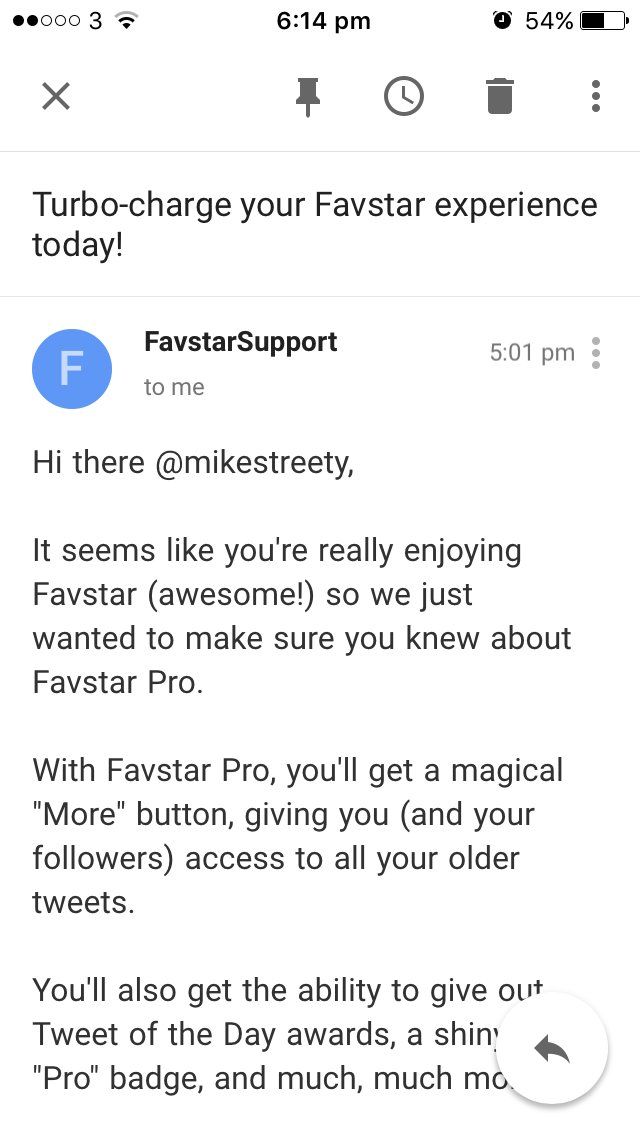 3 6:14 pm 54%
Turbo-charge your Favstar experience
today!
F
FavstarSupport
5:01 pm
to me
Hi there @mikestreety,
It seems like you're really enjoying
Favstar (awesome!) so we just
wanted to make sure you knew about
Favstar Pro.
With Favstar Pro, you'll get a magical
"More" button, giving you (and your
followers) access to all your older
tweets.
You'll also get the ability to give out
Tweet of the Day awards, a shiny
"Pro" badge, and much, much